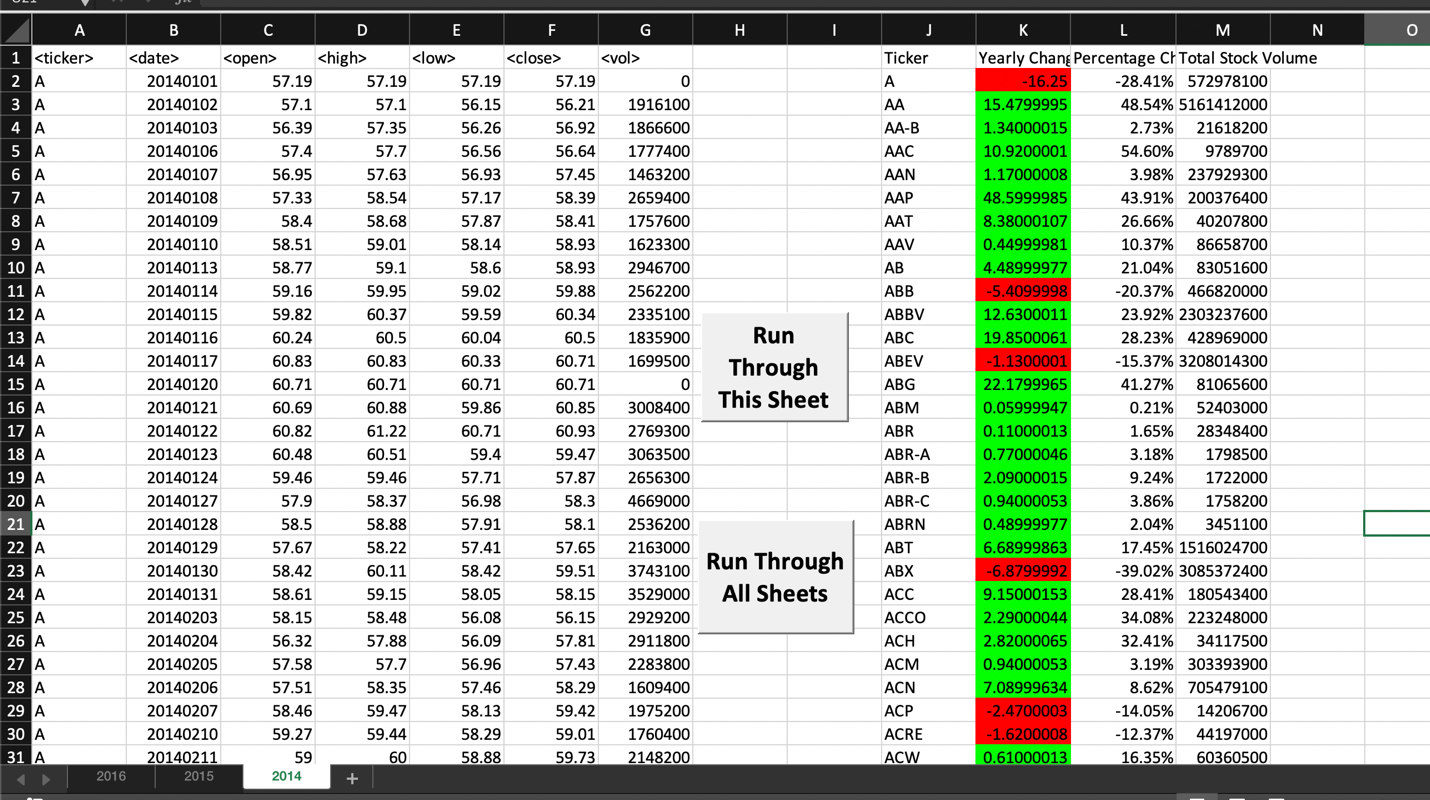 A B C D E F G H I J K L M N O
1 <ticker> <date> <open> <high> <low> <close> <vol> Ticker Yearly Chang Percentage Ch Total Stock Volume
2 A 20140101 57.19 57.19 57.19 57.19 0 A -16.25 -28.41% 572978100
3 A 20140102 57.1 57.1 56.15 56.21 1916100 AA 15.4799995 48.54% 5161412000
4 A 20140103 56.39 57.35 56.26 56.92 1866600 AA-B 1.34000015 2.73% 21618200
5 A 20140106 57.4 57.7 56.56 56.64 1777400 AAC 10.9200001 54.60% 9789700
6 A 20140107 56.95 57.63 56.93 57.45 1463200 AAN 1.17000008 3.98% 237929300
7 A 20140108 57.33 58.54 57.17 58.39 2659400 AAP 48.5999985 43.91% 200376400
8 A 20140109 58.4 58.68 57.87 58.41 1757600 AAT 8.38000107 26.66% 40207800
9 A 20140110 58.51 59.01 58.14 58.93 1623300 AAV 0.44999981 10.37% 86658700
10 A 20140113 58.77 59.1 58.6 58.93 2946700 AB 4.48999977 21.04% 83051600
11 A 20140114 59.16 59.95 59.02 59.88 2562200 ABB -5.4099998 -20.37% 466820000
12 A 20140115 59.82 60.37 59.59 60.34 2335100 ABBV 12.6300011 23.92% 2303237600
13 A 20140116 60.24 60.5 60.04 60.5 1835900 ABC 19.8500061 28.23% 428969000
14 A 20140117 60.83 60.83 60.33 60.71 1699500 ABEV -1.1300001 -15.37% 3208014300
15 A 20140120 60.71 60.71 60.71 60.71 0 ABG 22.1799965 41.27% 81065600
16 A 20140121 60.69 60.88 59.86 60.85 3008400 ABM 0.05999947 0.21% 52403000
17 A 20140122 60.82 61.22 60.71 60.93 2769300 ABR 0.11000013 1.65% 28348400
18 A 20140123 60.48 60.51 59.4 59.47 3063500 ABR-A 0.77000046 3.18% 1798500
19 A 20140124 59.46 59.46 57.71 57.87 2656300 ABR-B 2.09000015 9.24% 1722000
20 A 20140127 57.9 58.37 56.98 58.3 4669000 ABR-C 0.94000053 3.86% 1758200
21 A 20140128 58.5 58.88 57.91 58.1 2536200 ABRN 0.48999977 2.04% 3451100
22 A 20140129 57.67 58.22 57.41 57.65 2163000 ABT 6.68999863 17.45% 1516024700
23 A 20140130 58.42 60.11 58.42 59.51 3743100 ABX -6.8799992 -39.02% 3085372400
24 A 20140131 58.61 59.15 58.05 58.15 3529000 ACC 9.15000153 28.41% 180543400
25 A 20140203 58.15 58.48 56.08 56.15 2929200 ACCO 2.29000044 34.08% 223248000
26 A 20140204 56.32 57.88 56.09 57.81 2911800 ACH 2.82000065 32.41% 34117500
27 A 20140205 57.58 57.7 56.96 57.43 2283800 ACM 0.94000053 3.19% 303393900
28 A 20140206 57.51 58.35 57.46 58.29 1609400 ACN 7.08999634 8.62% 705479100
29 A 20140207 58.46 59.47 58.13 59.42 1975200 ACP -2.4700003 -14.05% 14206700
30 A 20140210 59.27 59.44 58.29 59.01 1760400 ACRE -1.6200008 -12.37% 44197000
31 A 20140211 59 60 58.88 59.73 2148200 ACW 0.61000013 16.35% 60360500
Run
Through
This Sheet
Run Through
All Sheets
2016 2015 2014 +